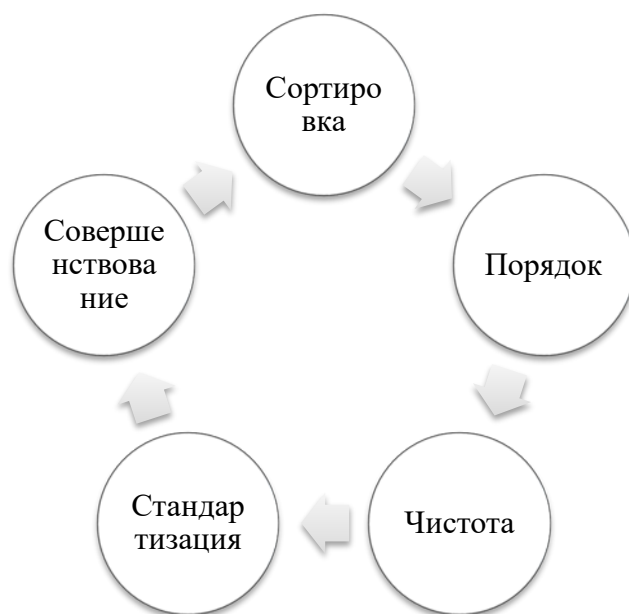 Сортиро
вка
Порядок
Чистота
Стандар
тизация
Соверше
нствова
ние